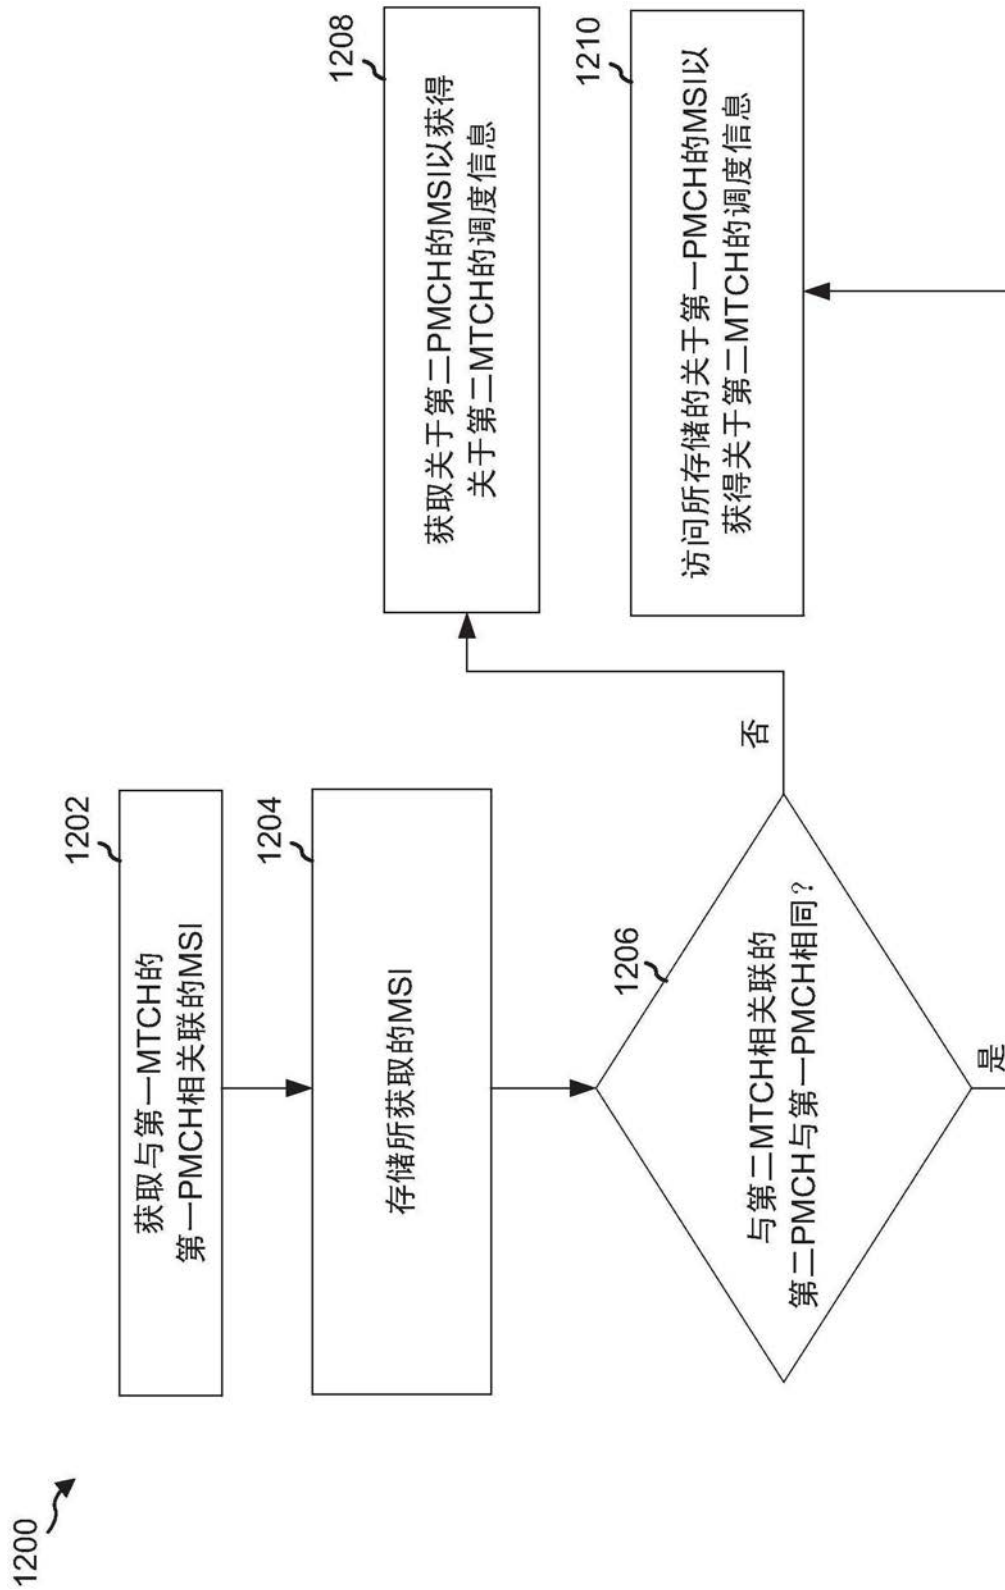 1200
1202
获取与第一MTCH的
第一PMCH相关联的MSI
1204
存储所获取的MSI
1206
与第二MTCH相关联的
第二PMCH与第一PMCH相同？
否
是
1208
获取关于第二PMCH的MSI以获得
关于第二MTCH的调度信息
1210
访问所存储的关于第一PMCH的MSI以
获得关于第二MTCH的调度信息